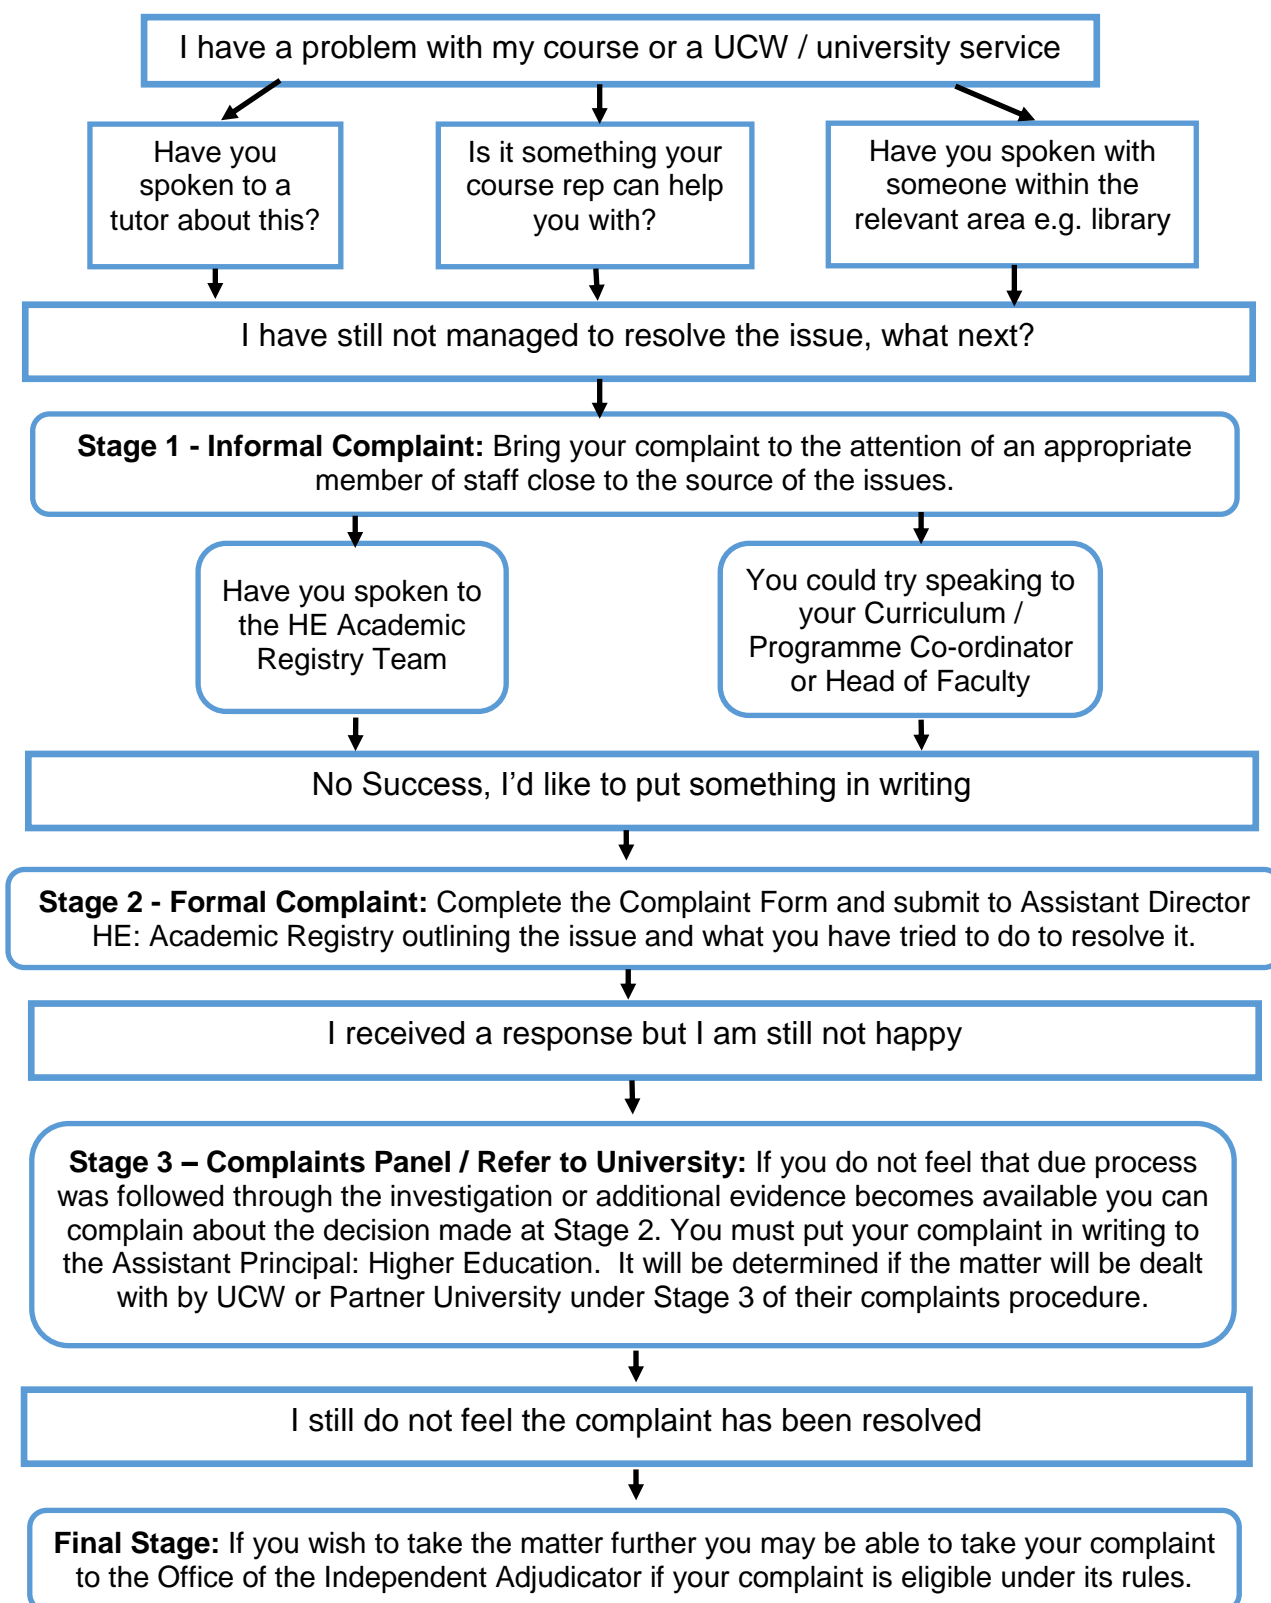 I have a problem with my course or a UCW / university service
Have you
spoken to a
tutor about this?
Is it something your
course rep can help
you with?
Have you spoken with
someone within the
relevant area e.g. library
I have still not managed to resolve the issue, what next?
Stage 1 - Informal Complaint: Bring your complaint to the attention of an appropriate
member of staff close to the source of the issues.
Have you spoken to
the HE Academic
Registry Team
You could try speaking to
your Curriculum /
Programme Co-ordinator
or Head of Faculty
No Success, I’d like to put something in writing
Stage 2 - Formal Complaint: Complete the Complaint Form and submit to Assistant Director
HE: Academic Registry outlining the issue and what you have tried to do to resolve it.
I received a response but I am still not happy
Stage 3 – Complaints Panel / Refer to University: If you do not feel that due process
was followed through the investigation or additional evidence becomes available you can
complain about the decision made at Stage 2. You must put your complaint in writing to
the Assistant Principal: Higher Education.  It will be determined if the matter will be dealt
with by UCW or Partner University under Stage 3 of their complaints procedure.
I still do not feel the complaint has been resolved
Final Stage: If you wish to take the matter further you may be able to take your complaint
to the Office of the Independent Adjudicator if your complaint is eligible under its rules.